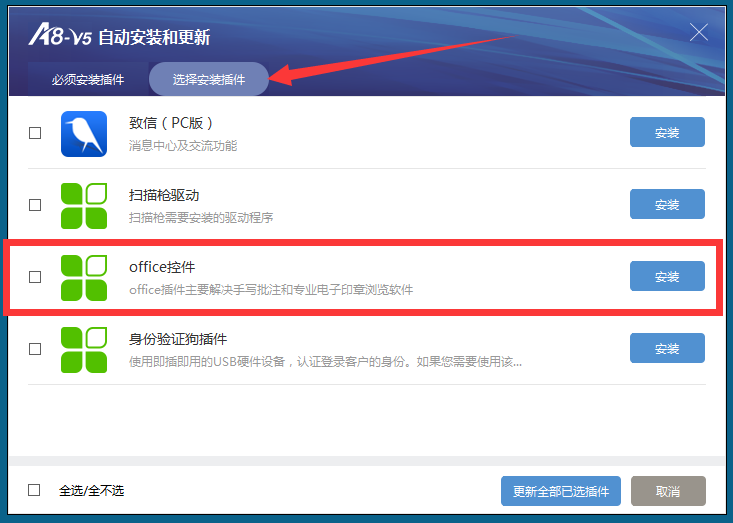 A8-V5 自动安装和更新
必须安装插件 选择安装插件
致信（PC版）
消息中心及交流功能
安装
扫描枪驱动
扫描枪需要安装的驱动程序
安装
office控件
office插件主要解决手写批注和专业电子印章浏览软件
安装
身份验证狗插件
使用即插即用的USB硬件设备，认证登录客户的身份。如果您需要使用该...
安装
全选/全不选 更新全部已选插件 取消